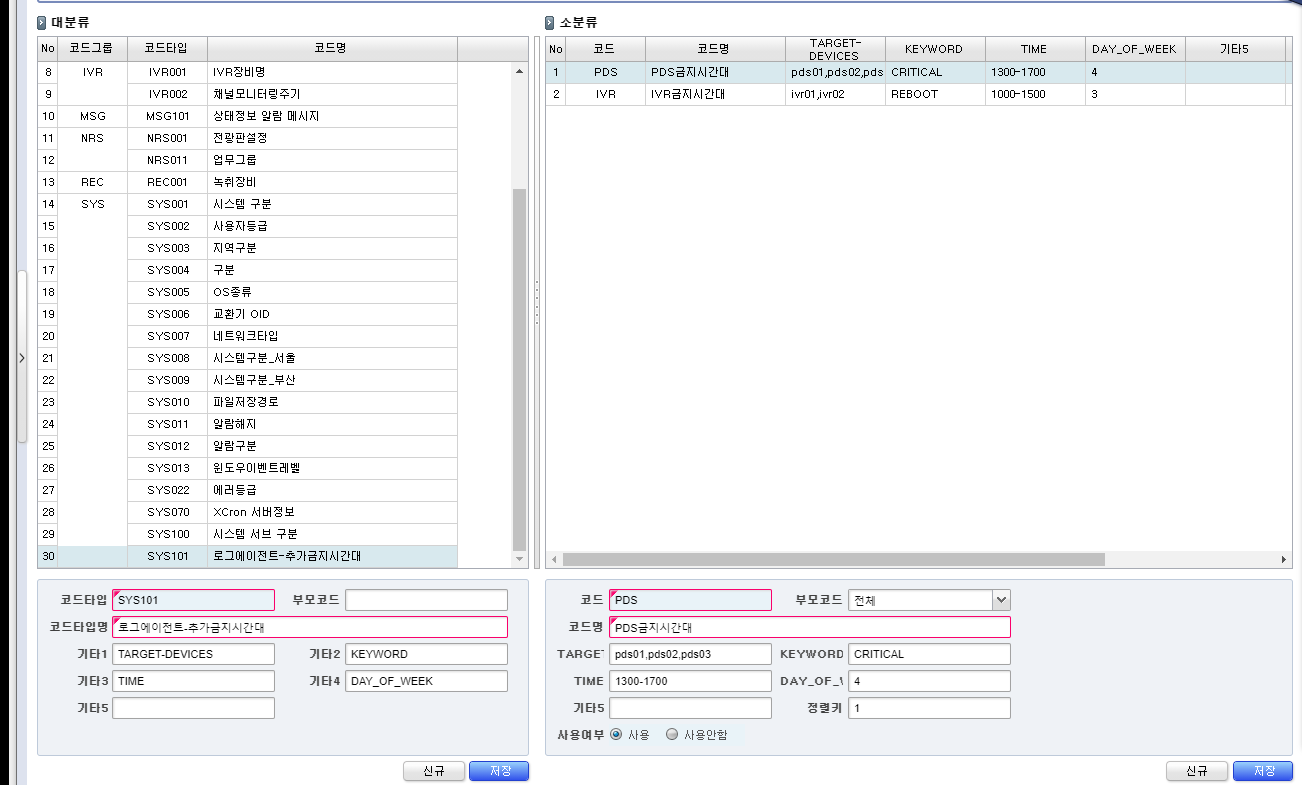 대분류
No 코드그룹 코드타입 코드명
8 IVR IVR001 IVR장비명
9 IVR002 채널모니터링주기
10 MSG MSG101 상태정보 알람 메시지
11 NRS NRS001 전광판설정
12 NRS011 업무그룹
13 REC REC001 녹취장비
14 SYS SYS001 시스템 구분
15 SYS002 사용자등급
16 SYS003 지역구분
17 SYS004 구분
18 SYS005 OS종류
19 SYS006 교환기 OID
20 SYS007 네트워크타입
21 SYS008 시스템구분_서울
22 SYS009 시스템구분_부산
23 SYS010 파일저장경로
24 SYS011 알람해지
25 SYS012 알람구분
26 SYS013 윈도우이벤트레벨
27 SYS022 에러등급
28 SYS070 XCron 서버정보
29 SYS100 시스템 서브 구분
30 SYS101 로그에이전트-추가금지시간대
코드타입 SYS101 부모코드
코드타입명 로그에이전트-추가금지시간대
기타1 TARGET-DEVICES 기타2 KEYWORD
기타3 TIME 기타4 DAY_OF_WEEK
기타5
신규 저장
소분류
No 코드 코드명 TARGET-DEVICES KEYWORD TIME DAY_OF_WEEK 기타5
1 PDS PDS금지시간대 pds01,pds02,pds CRITICAL 1300-1700 4
2 IVR IVR금지시간대 ivr01,ivr02 REBOOT 1000-1500 3
코드 PDS 부모코드 전체
코드명 PDS금지시간대
TARGE pds01,pds02,pds03 KEYWORD CRITICAL
TIME 1300-1700 DAY_OF_ 4
기타5 정렬키 1
사용여부 사용 사용안함
신규 저장